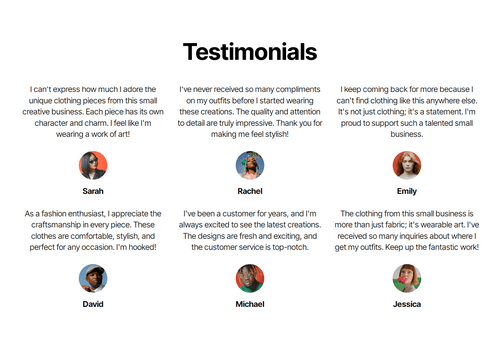 Testimonials
I can't express how much I adore the
unique clothing pieces from this small
creative business. Each piece has its own
character and charm. I feel like I'm
wearing a work of art!
Sarah
I've never received so many compliments
on my outfits before I started wearing
these creations. The quality and attention
to detail are truly impressive. Thank you for
making me feel stylish!
Rachel
I keep coming back for more because I
can't find clothing like this anywhere else.
It's not just clothing; it's a statement. I'm
proud to support such a talented small
business.
Emily
As a fashion enthusiast, I appreciate the
craftsmanship in every piece. These
clothes are comfortable, stylish, and
perfect for any occasion. I'm hooked!
David
I've been a customer for years, and I'm
always excited to see the latest creations.
The designs are fresh and exciting, and
the customer service is top-notch.
Michael
The clothing from this small business is
more than just fabric; it's wearable art. I've
received so many inquiries about where I
get my outfits. Keep up the fantastic work!
Jessica